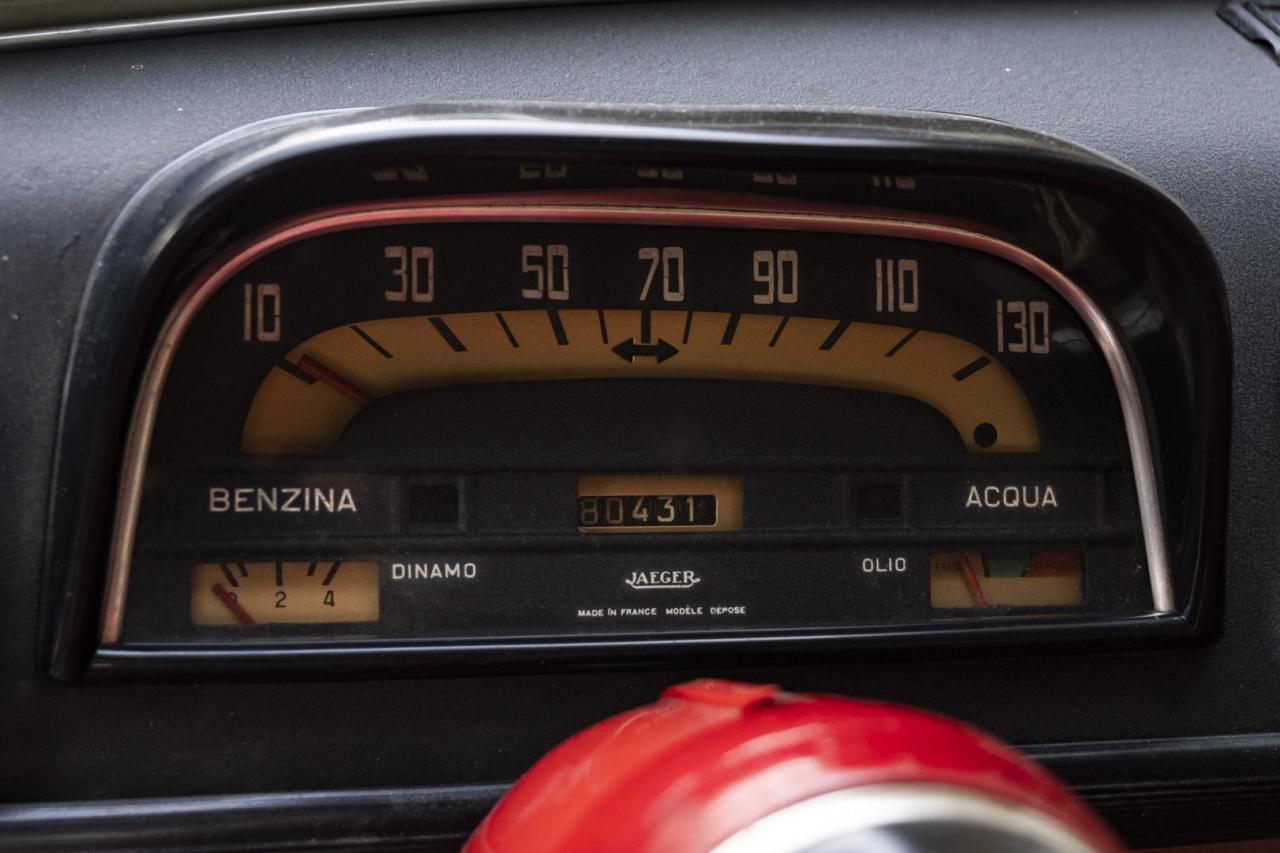 10 30 50 70 90 110 130
BENZINA 80431 ACQUA
DINAMO OLIO
2 4
JAEGER
MADE IN FRANCE MODÈLE DÉPOSÉ